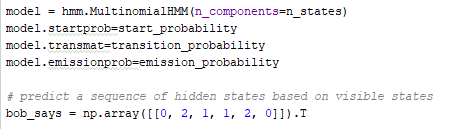 model = hmm.MultinomialHMM(n_components=n_states)
model.startprob=start_probability
model.transmat=transition_probability
model.emissionprob=emission_probability
# predict a sequence of hidden states based on visible states
bob_says = np.array([[0, 2, 1, 1, 2, 0]]).T